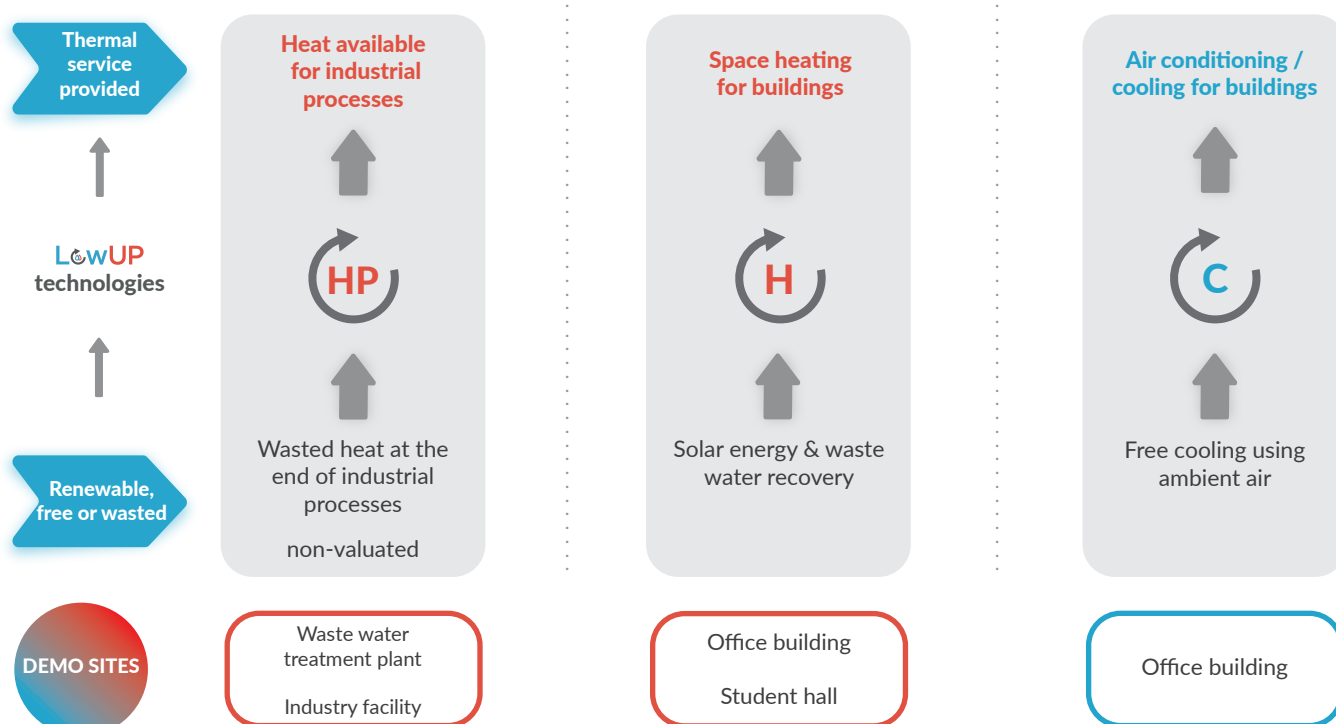 Thermal
service
provided
Heat available
for industrial
processes
Space heating
for buildings
Air conditioning /
cooling for buildings
LowUP
technologies
HP
H
C
Renewable,
free or wasted
Wasted heat at the
end of industrial
processes
non-valuated
Solar energy & waste
water recovery
Free cooling using
ambient air
DEMO SITES
Waste water
treatment plant
Industry facility
Office building
Student hall
Office building